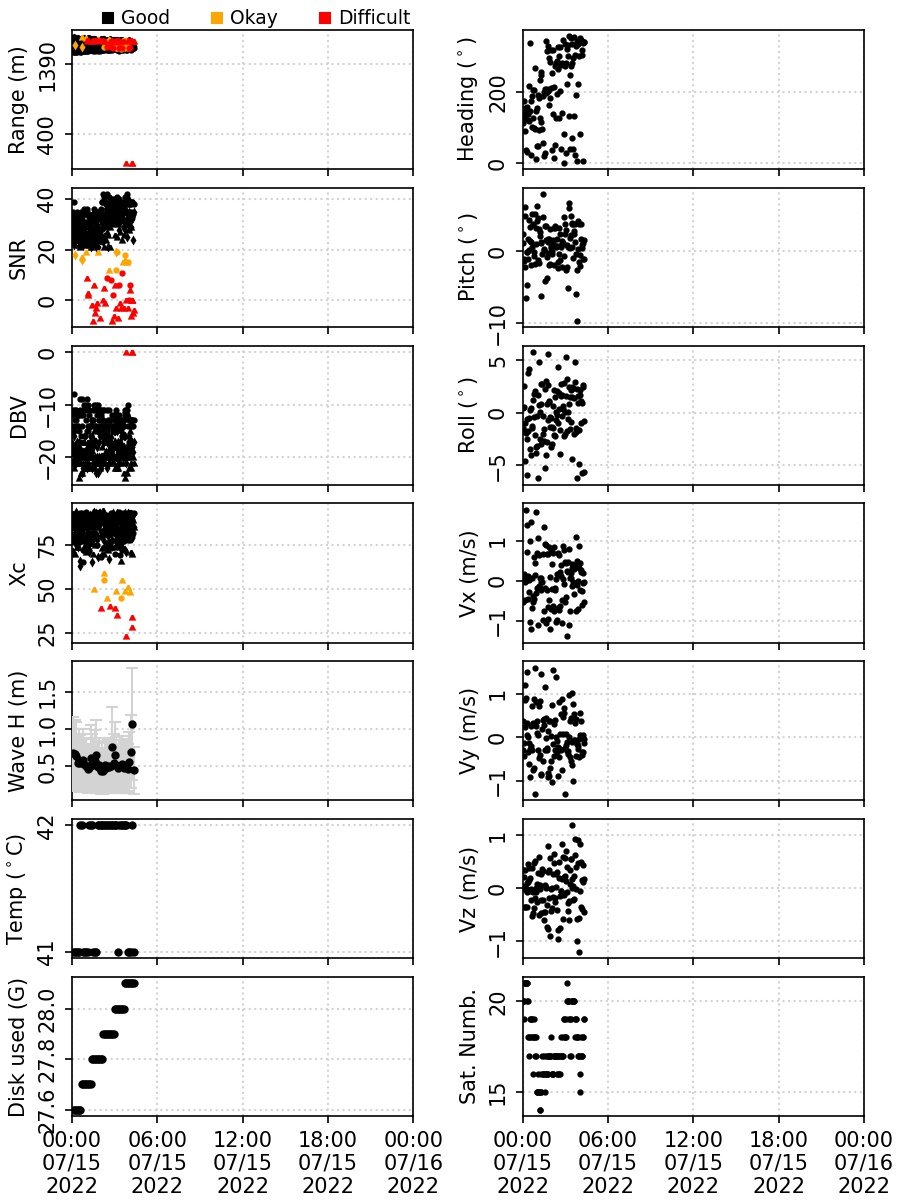 Good Okay Difficult
Range (m)
1390
400
Heading (°)
200
0
SNR
40
20
0
Pitch (°)
0
−10
DBV
0
−10
−20
Roll (°)
5
0
−5
Xc
75
50
25
Vx (m/s)
1
0
−1
Wave H (m)
1.5
1.0
0.5
Vy (m/s)
1
0
−1
Temp (°C)
42
41
Vz (m/s)
1
0
−1
Disk used (G)
28.0
27.8
27.6
Sat. Numb.
20
15
00:00 06:00 12:00 18:00 00:00
07/15 07/15 07/15 07/15 07/16
2022 2022 2022 2022 2022
00:00 06:00 12:00 18:00 00:00
07/15 07/15 07/15 07/15 07/16
2022 2022 2022 2022 2022